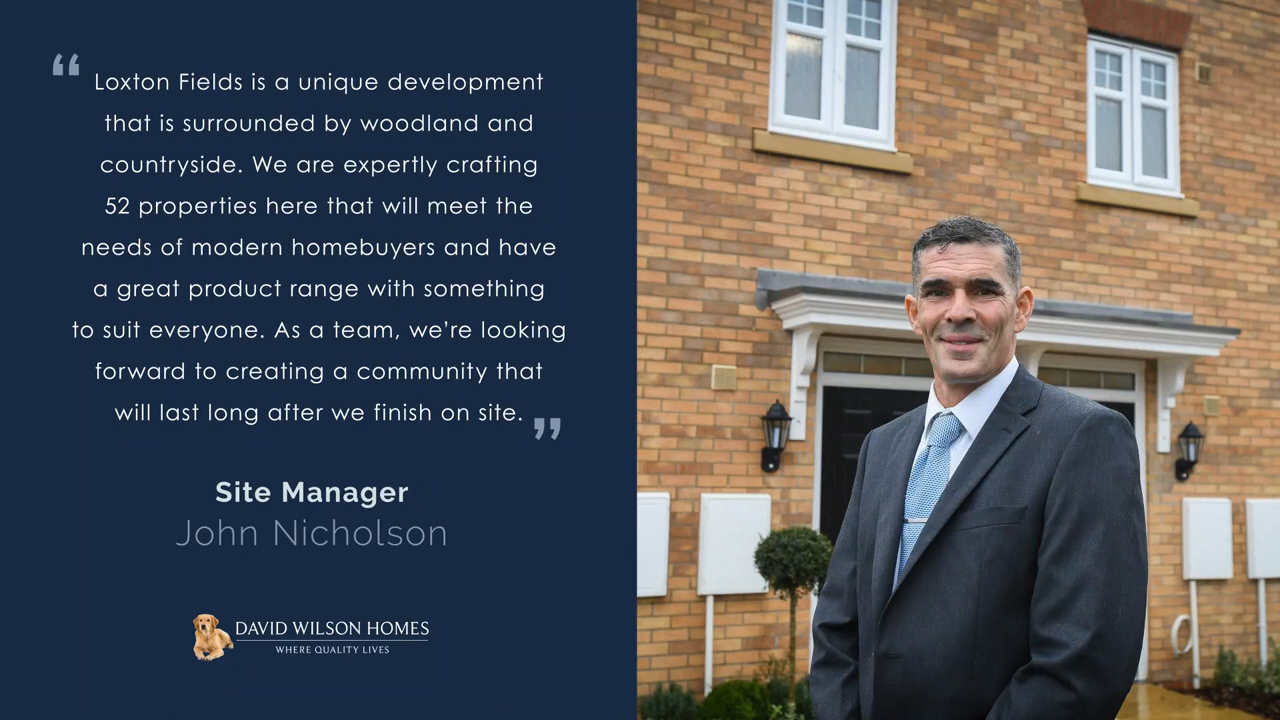 “ Loxton Fields is a unique development
that is surrounded by woodland and
countryside. We are expertly crafting
52 properties here that will meet the
needs of modern homebuyers and have
a great product range with something
to suit everyone. As a team, we’re looking
forward to creating a community that
will last long after we finish on site. ”
Site Manager
John Nicholson
DAVID WILSON HOMES
WHERE QUALITY LIVES